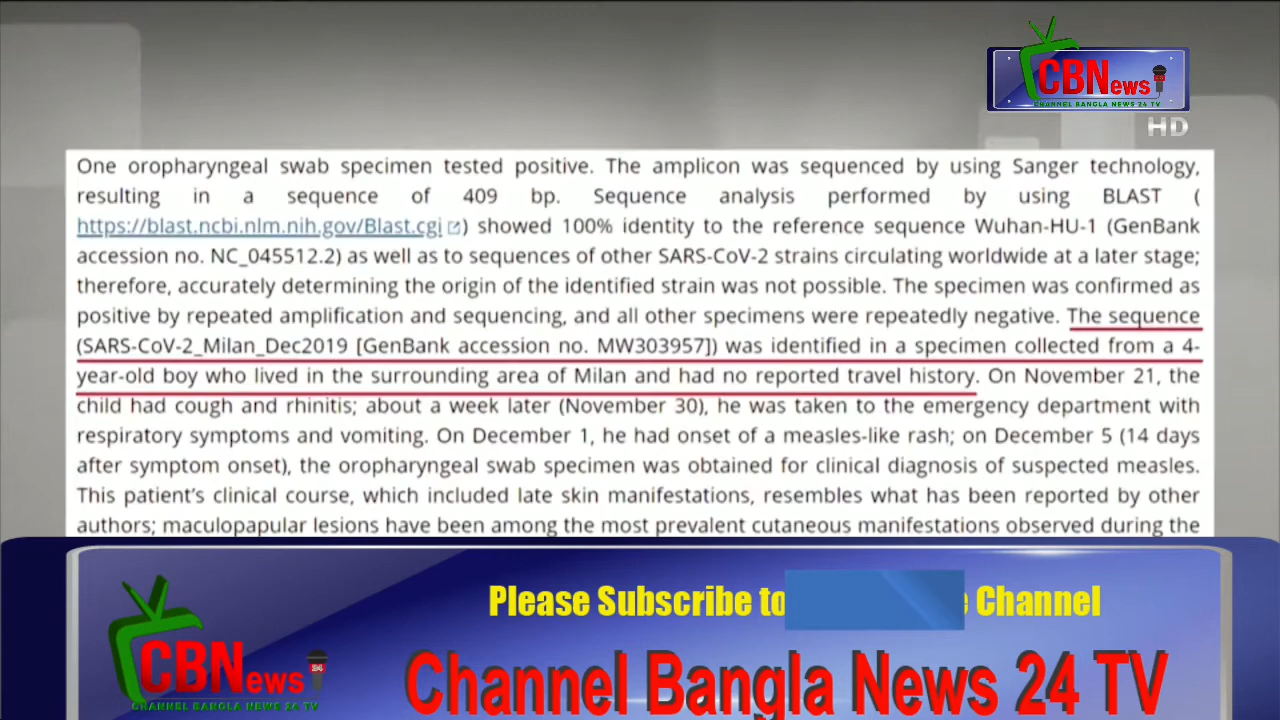 CBNews
CHANNEL BANGLA NEWS 24 TV
HD
One oropharyngeal swab specimen tested positive. The amplicon was sequenced by using Sanger technology,
resulting in a sequence of 409 bp. Sequence analysis performed by using BLAST (
https://blast.ncbi.nlm.nih.gov/Blast.cgi) showed 100% identity to the reference sequence Wuhan-HU-1 (GenBank
accession no. NC_045512.2) as well as to sequences of other SARS-CoV-2 strains circulating worldwide at a later stage;
therefore, accurately determining the origin of the identified strain was not possible. The specimen was confirmed as
positive by repeated amplification and sequencing, and all other specimens were repeatedly negative. The sequence
(SARS-CoV-2_Milan_Dec2019 [GenBank accession no. MW303957]) was identified in a specimen collected from a 4-
year-old boy who lived in the surrounding area of Milan and had no reported travel history. On November 21, the
child had cough and rhinitis; about a week later (November 30), he was taken to the emergency department with
respiratory symptoms and vomiting. On December 1, he had onset of a measles-like rash; on December 5 (14 days
after symptom onset), the oropharyngeal swab specimen was obtained for clinical diagnosis of suspected measles.
This patient's clinical course, which included late skin manifestations, resembles what has been reported by other
authors; maculopapular lesions have been among the most prevalent cutaneous manifestations observed during the
Please Subscribe to Channel
CBNews 24
CHANNEL BANGLA NEWS 24 TV
Channel Bangla News 24 TV